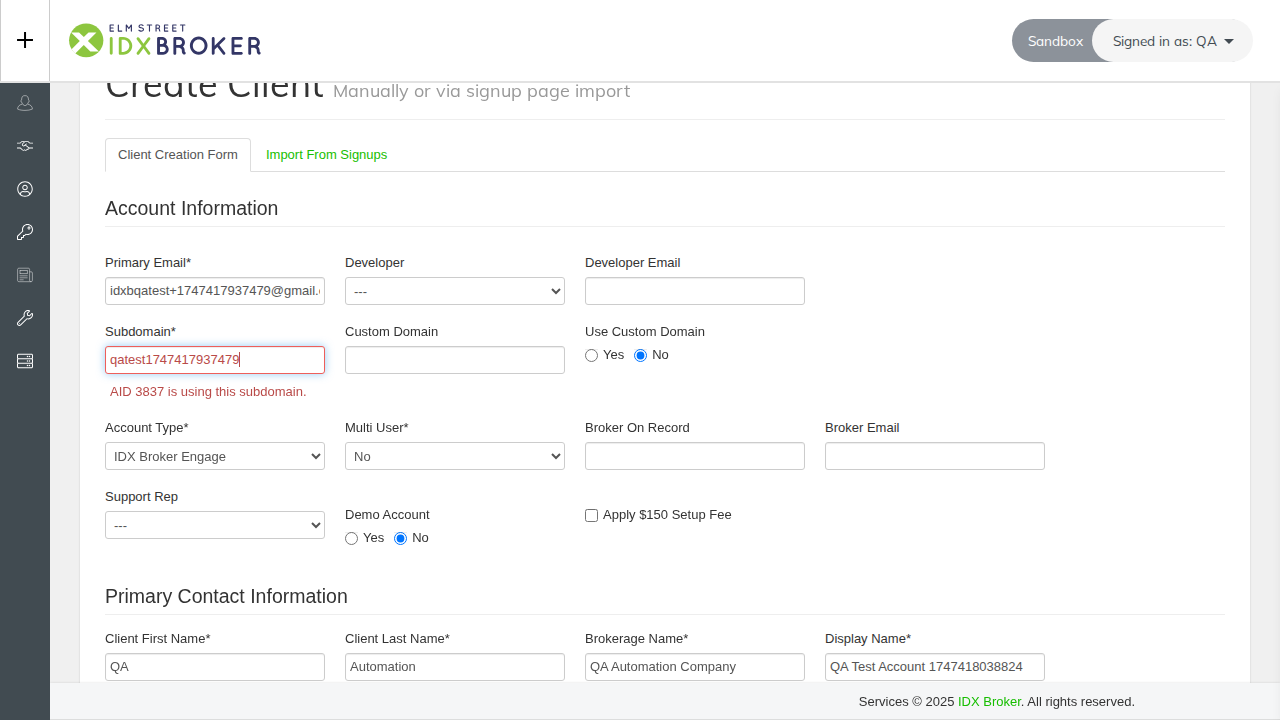 ELM STREET
IDXBROKER
Sandbox
Signed in as: QA
Create Client Manually or via signup page import
Client Creation Form
Import From Signups
Account Information
Primary Email*
Developer
Developer Email
idxbqatest+1747417937479@gmail.
---
Subdomain*
Custom Domain
Use Custom Domain
qatest1747417937479
Yes
No
AID 3837 is using this subdomain.
Account Type*
Multi User*
Broker On Record
Broker Email
IDX Broker Engage
No
Support Rep
Demo Account
Apply $150 Setup Fee
---
Yes
No
Primary Contact Information
Client First Name*
Client Last Name*
Brokerage Name*
Display Name*
QA
Automation
QA Automation Company
QA Test Account 1747418038824
Services © 2025 IDX Broker. All rights reserved.